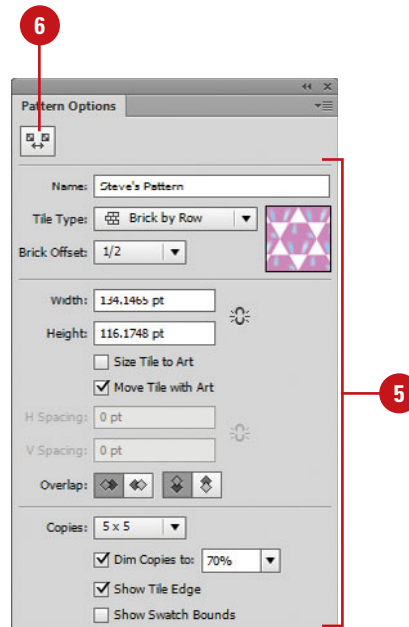 6
Pattern Options
Name: Steve's Pattern
Tile Type: Brick by Row
Brick Offset: 1/2
Width: 134.1465 pt
Height: 116.1748 pt
Size Tile to Art
Move Tile with Art
5
H Spacing: 0 pt
V Spacing: 0 pt
Overlap:
Copies: 5 x 5
Dim Copies to: 70%
Show Tile Edge
Show Swatch Bounds